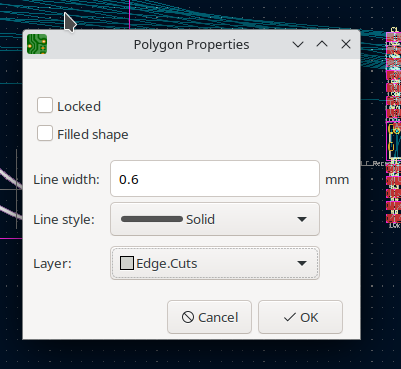 Polygon Properties
Locked
Filled shape
Line width: 0.6 mm
Line style: Solid
Layer: Edge.Cuts
Cancel OK